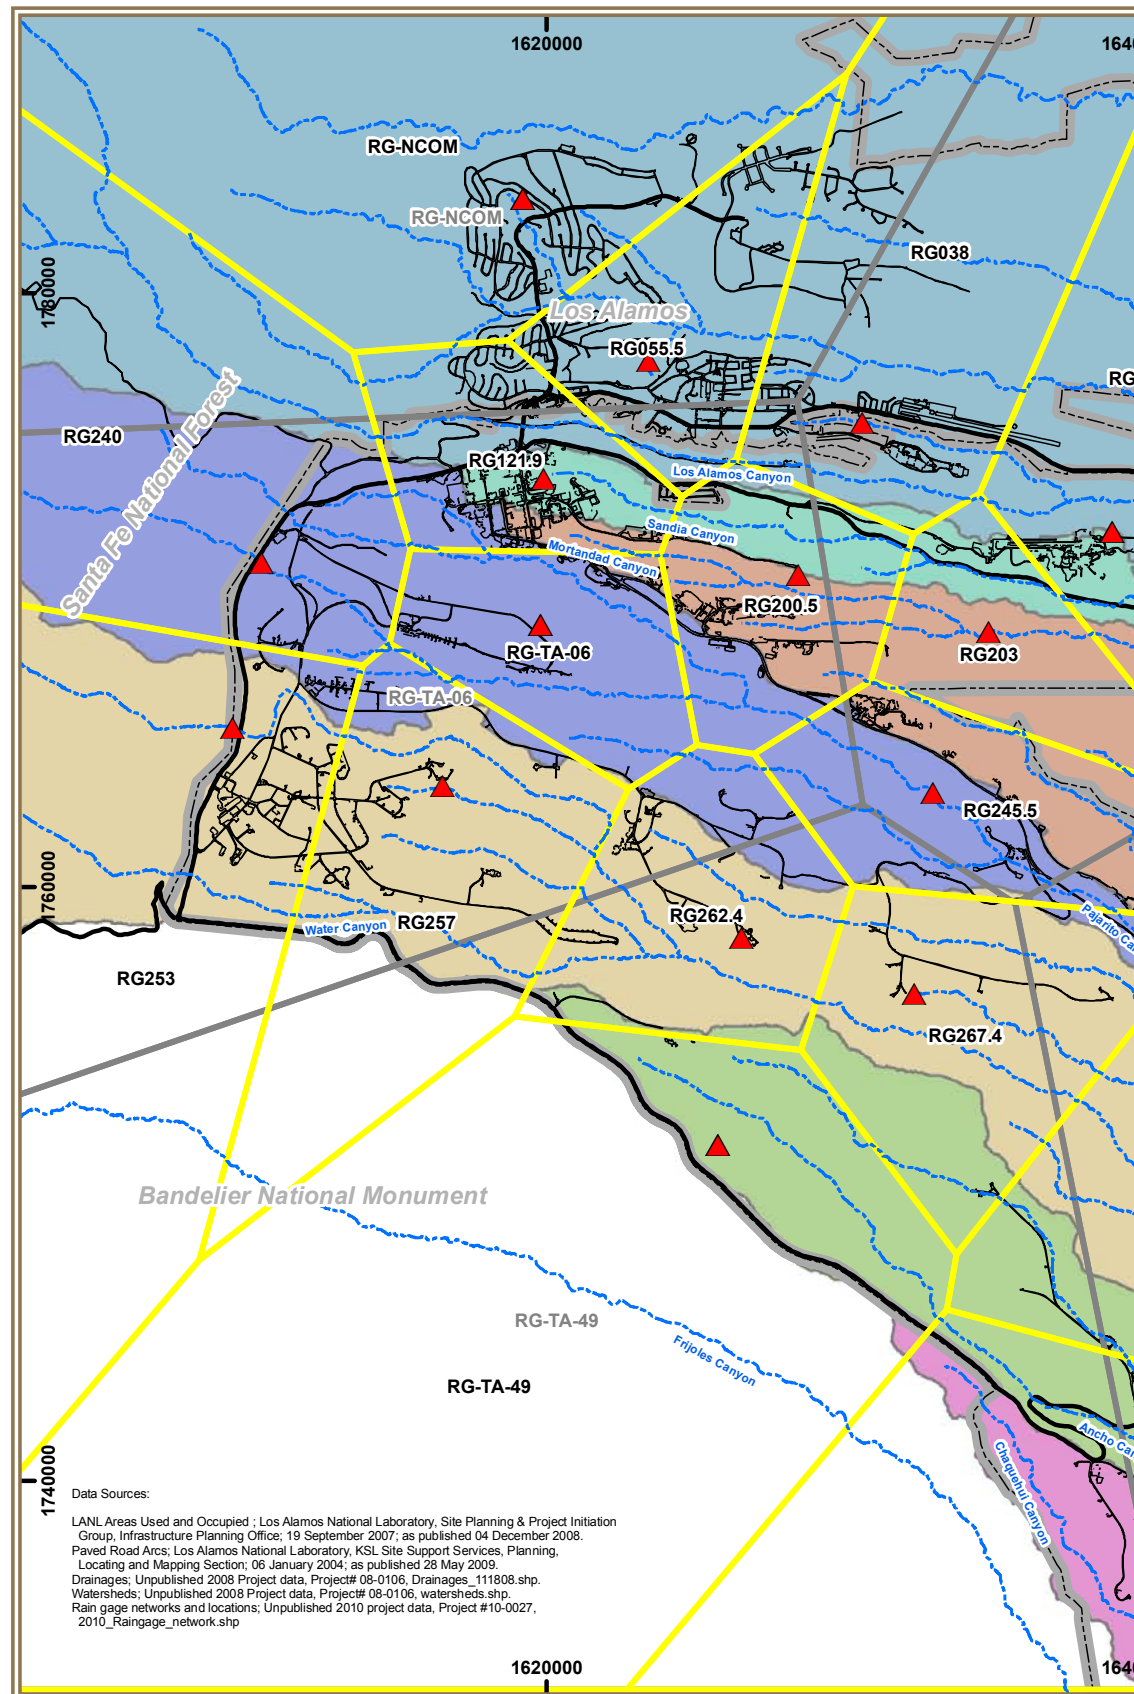 1620000
1640
RG-NCOM
RG-NCOM
RG038
1780000
Los Alamos
RG055.5
RG
Santa Fe National Forest
RG240
RG121.9
Los Alamos Canyon
Sandia Canyon
Mortandad Canyon
RG200.5
RG-TA-06
RG203
RG-TA-06
RG245.5
1760000
RG262.4
Water Canyon
RG257
Pajarito Ca
RG253
RG267.4
Bandelier National Monument
RG-TA-49
Frijoles Canyon
RG-TA-49
Ancho Ca
Chaquehui Canyon
1740000
Data Sources:
LANL Areas Used and Occupied ; Los Alamos National Laboratory, Site Planning & Project Initiation
Group, Infrastructure Planning Office; 19 September 2007; as published 04 December 2008.
Paved Road Arcs; Los Alamos National Laboratory, KSL Site Support Services, Planning,
Locating and Mapping Section; 06 January 2004; as published 28 May 2009.
Drainages; Unpublished 2008 Project data, Project# 08-0106, Drainages_111808.shp.
Watersheds; Unpublished 2008 Project data, Project# 08-0106, watersheds.shp.
Rain gage networks and locations; Unpublished 2010 project data, Project #10-0027,
2010_Raingage_network.shp
1620000
1640